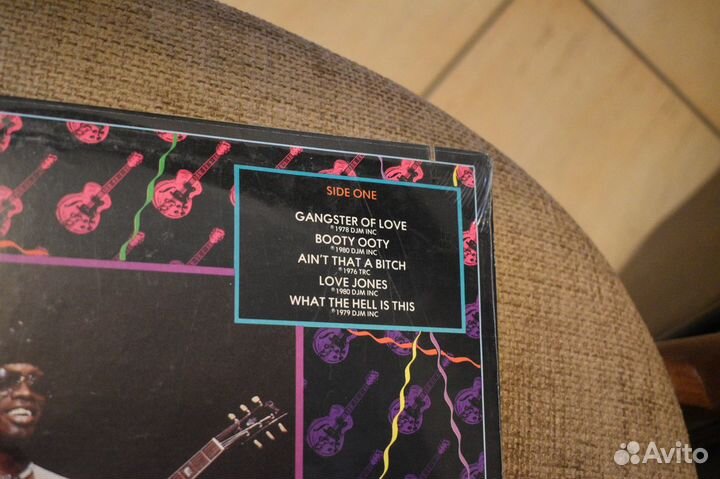 SIDE ONE
GANGSTER OF LOVE
℗1978 DJM INC
BOOTY OOTY
℗1980 DJM INC
AIN'T THAT A BITCH
℗1976 TRC
LOVE JONES
℗1980 DJM INC
WHAT THE HELL IS THIS
℗1979 DJM INC
Avito